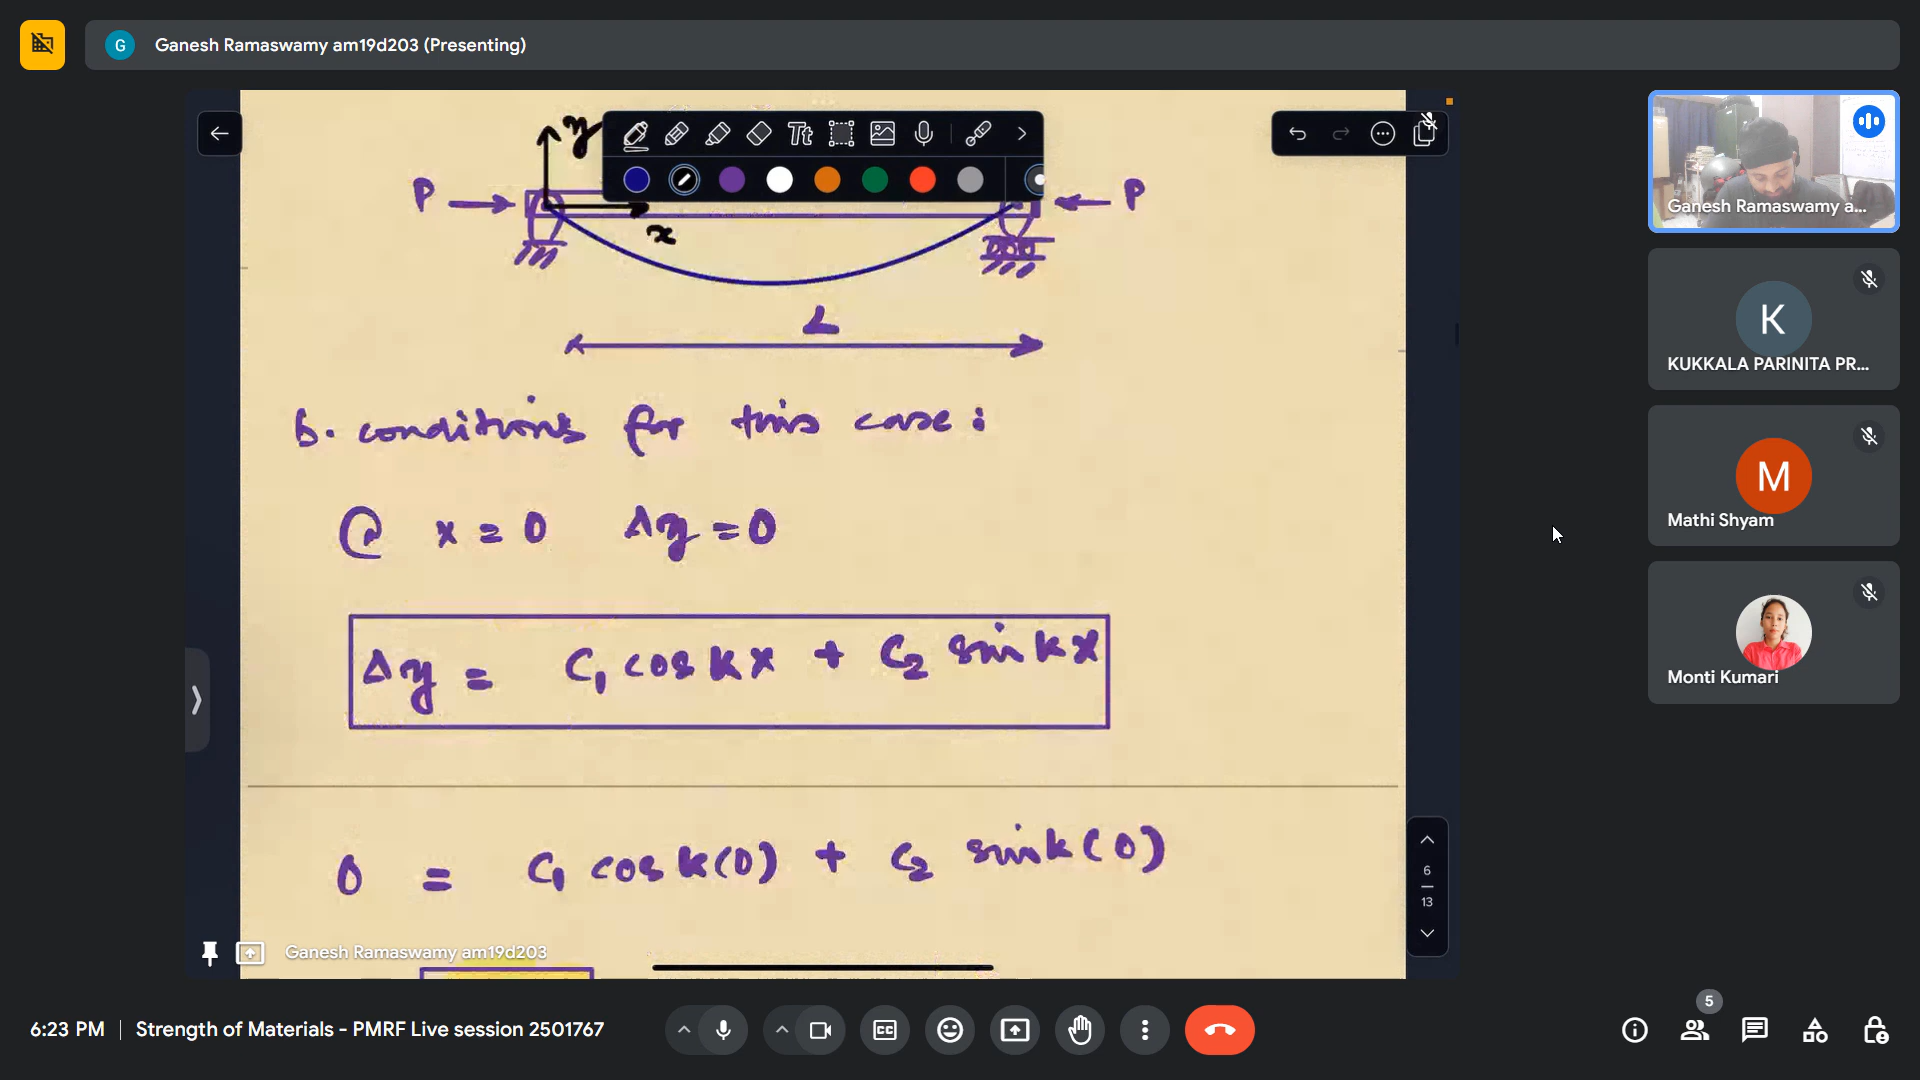 G
Ganesh Ramaswamy am19d203 (Presenting)
y
Tt
P
P
x
L
b. conditions for this case:
@ x = 0 Δy = 0
Δy = C₁ cos kx + C₂ sin kx
0 = C₁ cos k(0) + C₂ sin k(0)
6
13
Ganesh Ramaswamy am19d203
Ganesh Ramaswamy a...
K
KUKKALA PARINITA PR...
M
Mathi Shyam
Monti Kumari
6:23 PM | Strength of Materials - PMRF Live session 2501767
CC
5